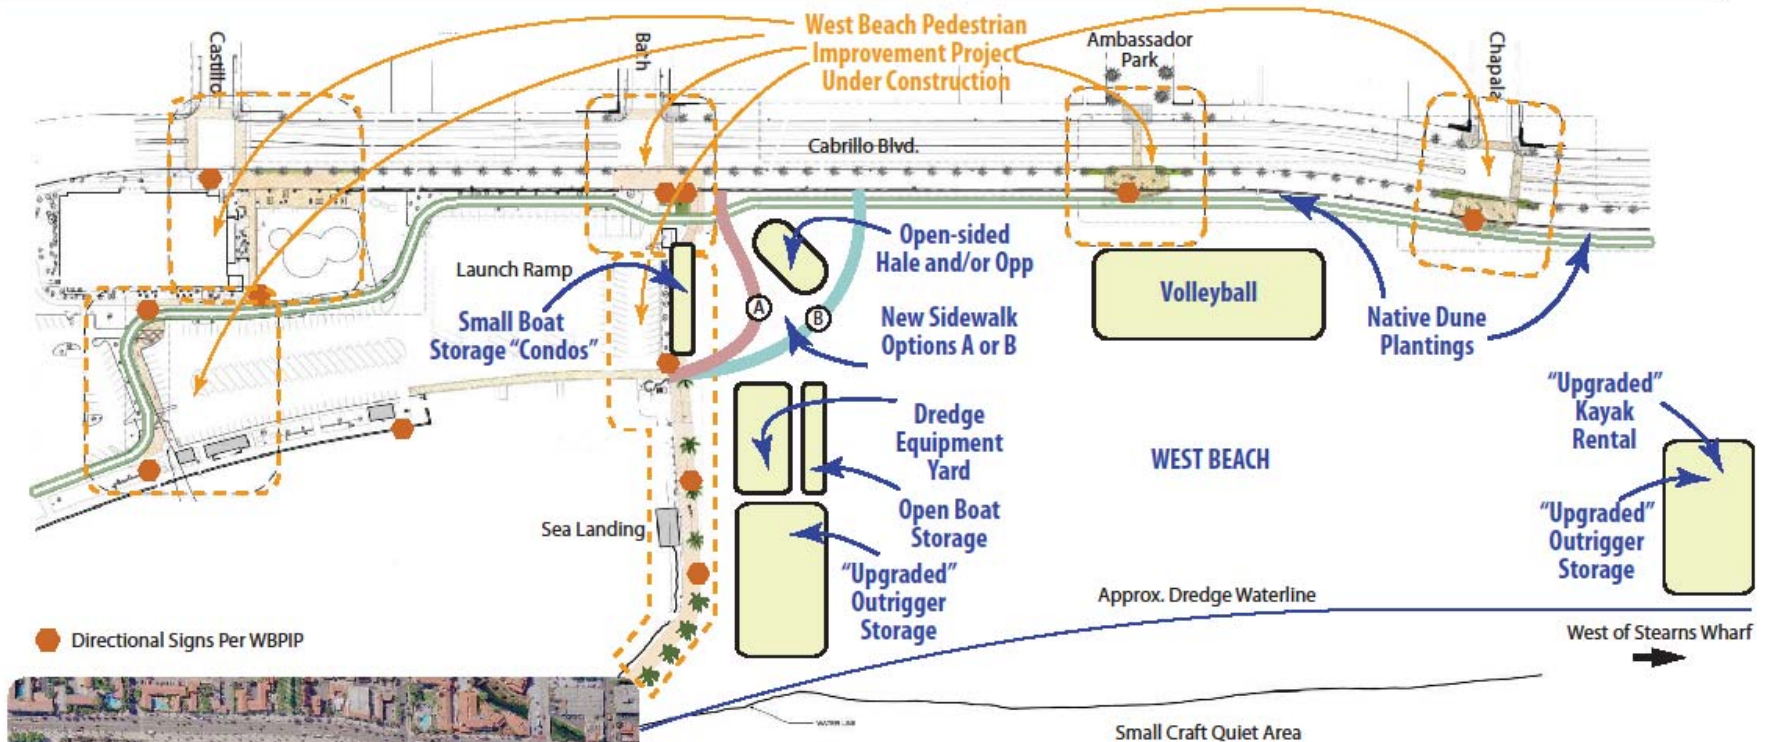 West Beach Pedestrian
Improvement Project
Under Construction
Castillo
Bath
Ambassador
Park
Chapala
Cabrillo Blvd.
Launch Ramp
Small Boat
Storage “Condos”
Open-sided
Hale and/or Opp
A
B
New Sidewalk
Options A or B
Volleyball
Native Dune
Plantings
Dredge
Equipment
Yard
Open Boat
Storage
WEST BEACH
“Upgraded”
Kayak
Rental
“Upgraded”
Outrigger
Storage
Sea Landing
“Upgraded”
Outrigger
Storage
Approx. Dredge Waterline
West of Stearns Wharf
Directional Signs Per WBPIP
WATER LINE
Small Craft Quiet Area